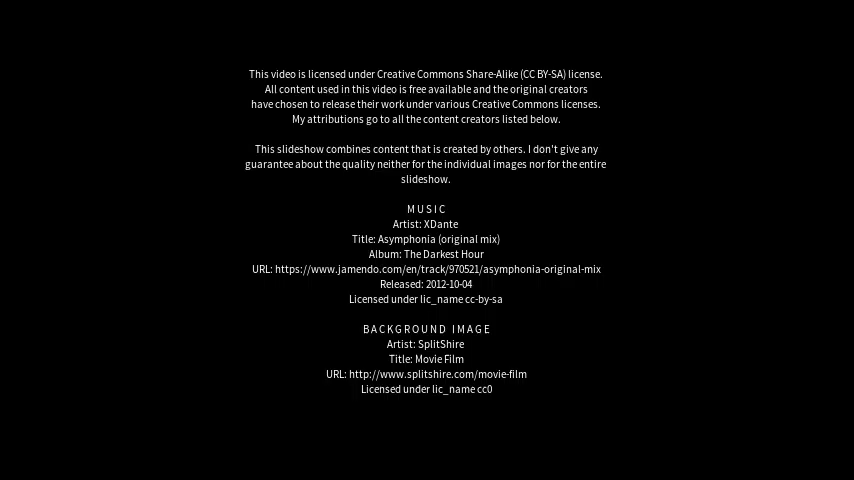 This video is licensed under Creative Commons Share-Alike (CC BY-SA) license.
All content used in this video is free available and the original creators
have chosen to release their work under various Creative Commons licenses.
My attributions go to all the content creators listed below.
This slideshow combines content that is created by others. I don't give any
guarantee about the quality neither for the individual images nor for the entire
slideshow.
MUSIC
Artist: XDante
Title: Asymphonia (original mix)
Album: The Darkest Hour
URL: https://www.jamendo.com/en/track/970521/asymphonia-original-mix
Released: 2012-10-04
Licensed under lic_name cc-by-sa
BACKGROUND IMAGE
Artist: SplitShire
Title: Movie Film
URL: http://www.splitshire.com/movie-film
Licensed under lic_name cc0